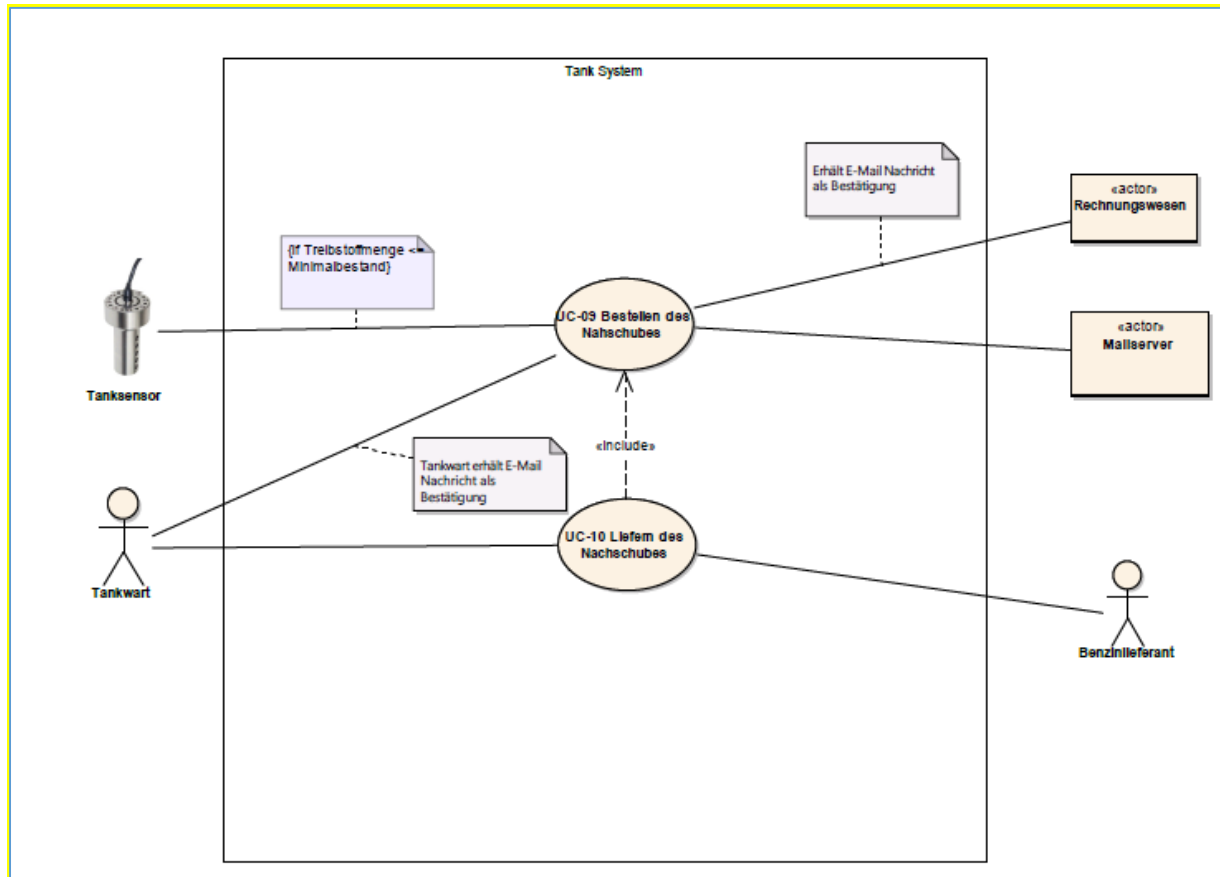 Tank System
Erhält E-Mail Nachricht
als Bestätigung
«actor»
Rechnungswesen
{If Treibstoffmenge <=
Minimalbestand}
UC-09 Bestellen des
Nahschubes
«actor»
Mailserver
Tanksensor
«include»
Tankwart erhält E-Mail
Nachricht als
Bestätigung
UC-10 Liefern des
Nachschubes
Tankwart
Benzinlieferant